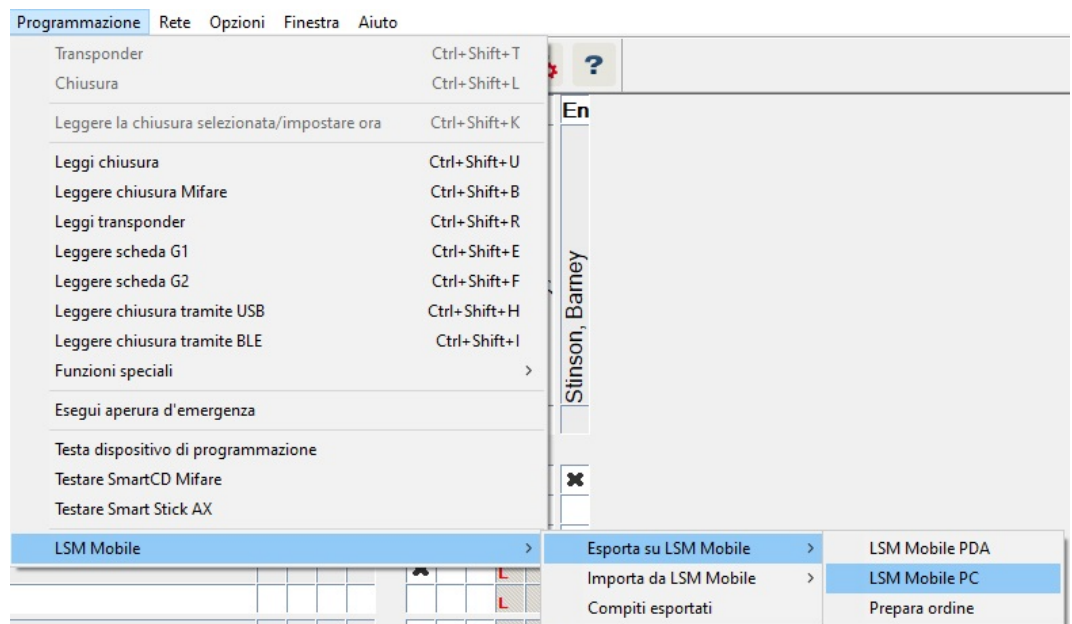 Programmazione Rete Opzioni Finestra Aiuto
Transponder Ctrl+Shift+T
Chiusura Ctrl+Shift+L
?
En
Leggere la chiusura selezionata/impostare ora Ctrl+Shift+K
Leggi chiusura Ctrl+Shift+U
Leggere chiusura Mifare Ctrl+Shift+B
Leggi transponder Ctrl+Shift+R
Leggere scheda G1 Ctrl+Shift+E
Leggere scheda G2 Ctrl+Shift+F
Leggere chiusura tramite USB Ctrl+Shift+H
Leggere chiusura tramite BLE Ctrl+Shift+I
Funzioni speciali >
Stinson, Barney
Esegui aperura d'emergenza
Testa dispositivo di programmazione
Testare SmartCD Mifare
Testare Smart Stick AX
LSM Mobile > Esporta su LSM Mobile > LSM Mobile PDA
Importa da LSM Mobile > LSM Mobile PC
Compiti esportati Prepara ordine
L
L